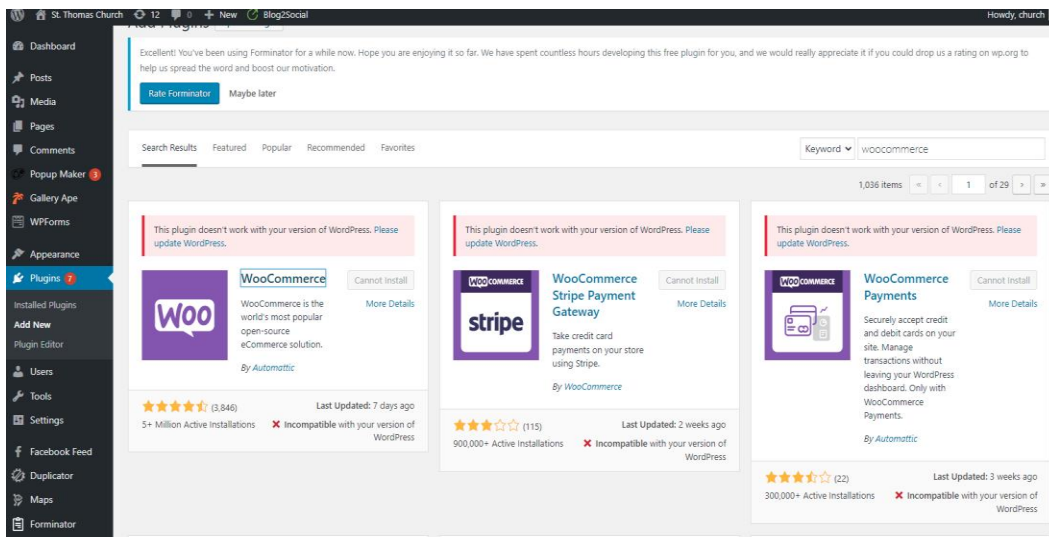 St. Thomas Church 12 0 + New Blog2Social Howdy, church
Add Plugins
Dashboard
Posts
Media
Pages
Comments
Popup Maker 3
Gallery Ape
WPForms
Appearance
Plugins 7
Installed Plugins
Add New
Plugin Editor
Users
Tools
Settings
Facebook Feed
Duplicator
Maps
Forminator
Excellent! You've been using Forminator for a while now. Hope you are enjoying it so far. We have spent countless hours developing this free plugin for you, and we would really appreciate it if you could drop us a rating on wp.org to
help us spread the word and boost our motivation.
Rate Forminator Maybe later
Search Results Featured Popular Recommended Favorites Keyword woocommerce
1,036 items « ‹ 1 of 29 › »
This plugin doesn't work with your version of WordPress. Please
update WordPress.
WOO
WooCommerce
Cannot Install
More Details
WooCommerce is the
world's most popular
open-source
eCommerce solution.
By Automattic
(3,846)
Last Updated: 7 days ago
5+ Million Active Installations
Incompatible with your version of
WordPress
This plugin doesn't work with your version of WordPress. Please
update WordPress.
WOO COMMERCE
stripe
WooCommerce
Stripe Payment
Gateway
Cannot Install
More Details
Take credit card
payments on your store
using Stripe.
By WooCommerce
(115)
Last Updated: 2 weeks ago
900,000+ Active Installations
Incompatible with your version of
WordPress
This plugin doesn't work with your version of WordPress. Please
update WordPress.
WOO COMMERCE
WooCommerce
Payments
Cannot Install
More Details
Securely accept credit
and debit cards on your
site. Manage
transactions without
leaving your WordPress
dashboard. Only with
WooCommerce
Payments.
By Automattic
(22)
Last Updated: 3 weeks ago
300,000+ Active Installations
Incompatible with your version of
WordPress